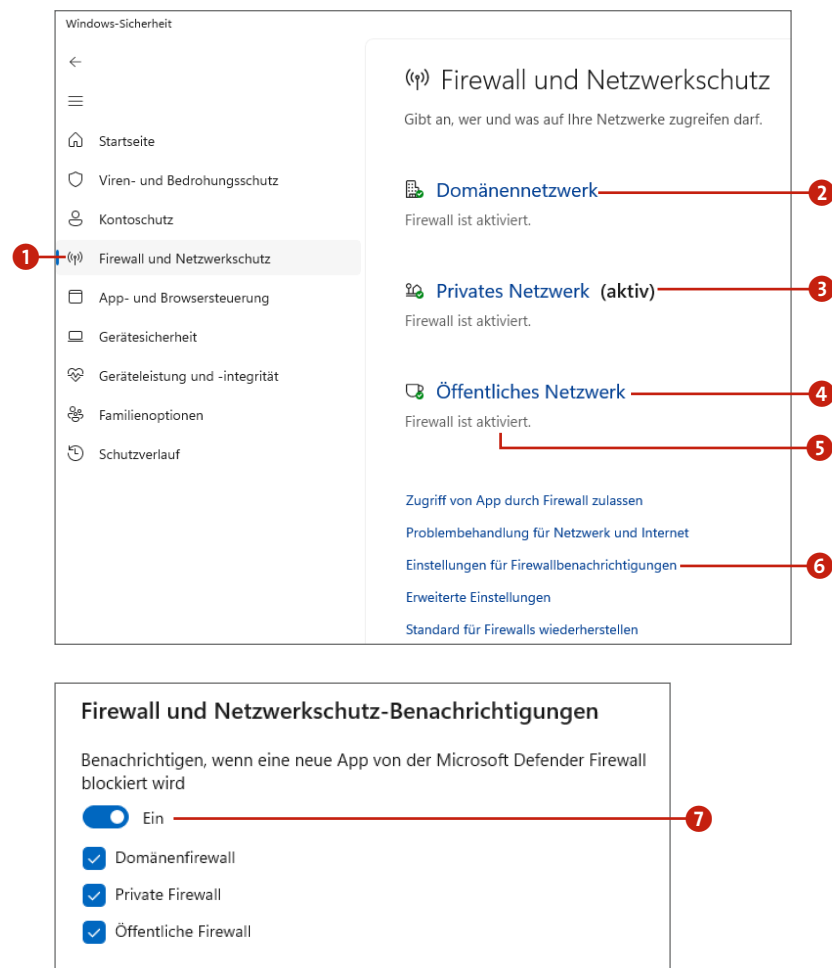 Windows-Sicherheit
Startseite
Viren- und Bedrohungsschutz
Kontoschutz
1
Firewall und Netzwerkschutz
App- und Browsersteuerung
Gerätesicherheit
Geräteleistung und -integrität
Familienoptionen
Schutzverlauf
Firewall und Netzwerkschutz
Gibt an, wer und was auf Ihre Netzwerke zugreifen darf.
Domänennetzwerk 2
Firewall ist aktiviert.
Privates Netzwerk (aktiv) 3
Firewall ist aktiviert.
Öffentliches Netzwerk 4
Firewall ist aktiviert.
5
Zugriff von App durch Firewall zulassen
Problembehandlung für Netzwerk und Internet
Einstellungen für Firewallbenachrichtigungen 6
Erweiterte Einstellungen
Standard für Firewalls wiederherstellen
Firewall und Netzwerkschutz-Benachrichtigungen
Benachrichtigen, wenn eine neue App von der Microsoft Defender Firewall
blockiert wird
Ein 7
Domänenfirewall
Private Firewall
Öffentliche Firewall